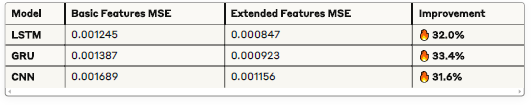 Model Basic Features MSE Extended Features MSE Improvement
LSTM 0.001245 0.000847 🔥 32.0%
GRU 0.001387 0.000923 🔥 33.4%
CNN 0.001689 0.001156 🔥 31.6%